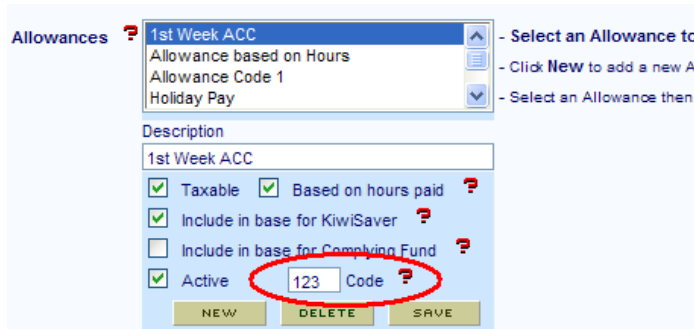 Allowances ?
1st Week ACC
Allowance based on Hours
Allowance Code 1
Holiday Pay
- Select an Allowance to
- Click New to add a new A
- Select an Allowance then
Description
1st Week ACC
Taxable Based on hours paid ?
Include in base for KiwiSaver ?
Include in base for Complying Fund ?
Active 123 Code ?
NEW DELETE SAVE